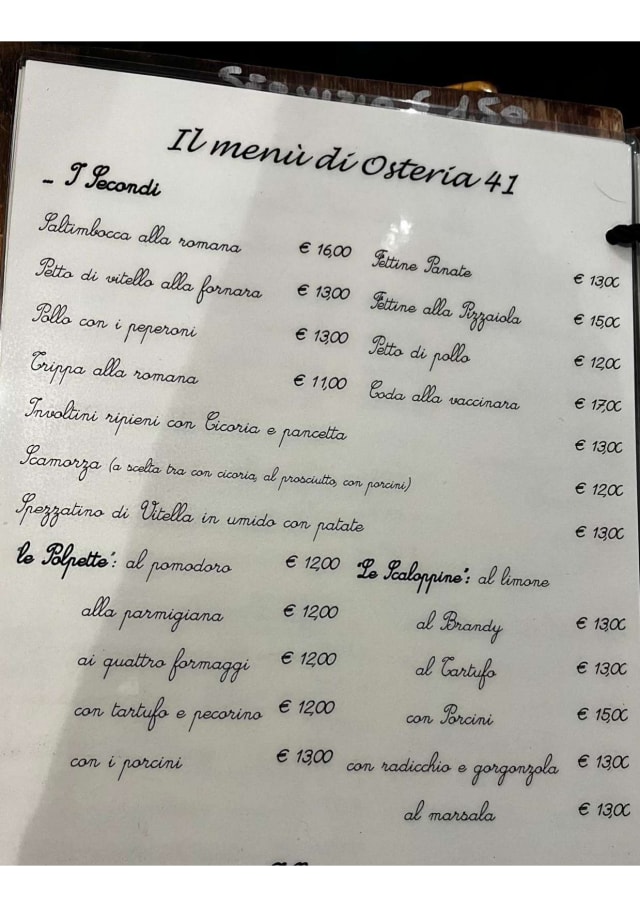 Il menù di Osteria 41
- I Secondi
Saltimbocca alla romana € 16,00 Fettine Panate € 13,00
Petto di vitello alla fornara € 13,00 Fettine alla Pizzaiola € 15,00
Pollo con i peperoni € 13,00 Petto di pollo € 12,00
Trippa alla romana € 11,00 Coda alla vaccinara € 17,00
Involtini ripieni con Cicoria e pancetta € 13,00
Scamorza (a scelta tra con cicoria, al prosciutto, con porcini) € 12,00
Spezzatino di Vitella in umido con patate € 13,00
"Le Polpette": al pomodoro € 12,00 "Le Scaloppine": al limone
alla parmigiana € 12,00 al Brandy € 13,00
ai quattro formaggi € 12,00 al Tartufo € 13,00
con tartufo e pecorino € 12,00 con Porcini € 15,00
con i porcini € 13,00 con radicchio e gorgonzola € 13,00
al marsala € 13,00